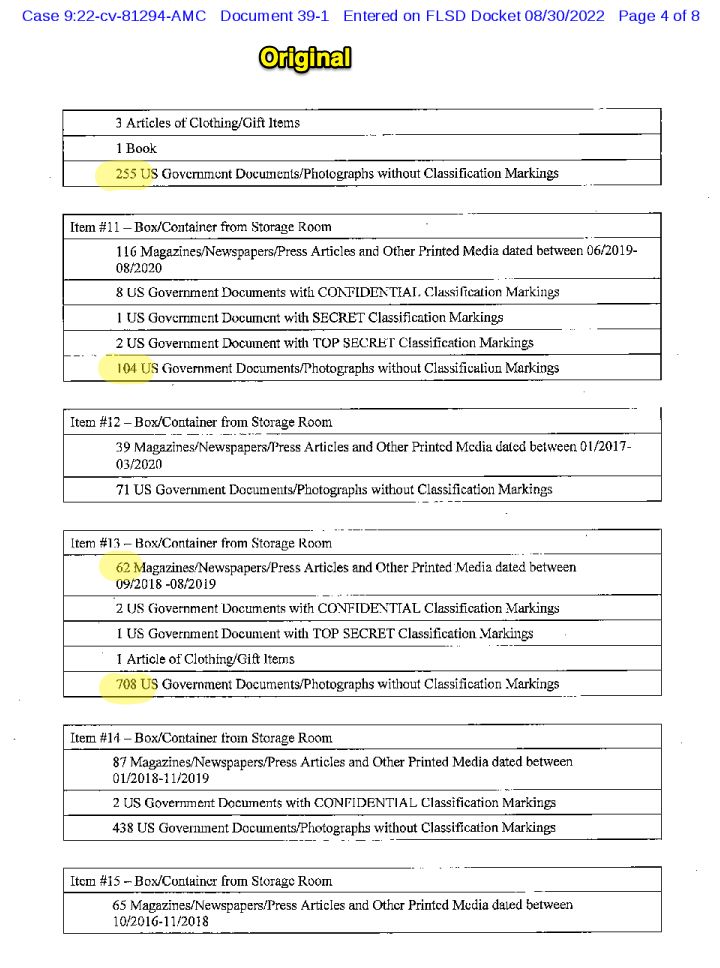 Case 9:22-cv-81294-AMC Document 39-1 Entered on FLSD Docket 08/30/2022 Page 4 of 8
Original
3 Articles of Clothing/Gift Items
1 Book
255 US Government Documents/Photographs without Classification Markings
Item #11 – Box/Container from Storage Room
116 Magazines/Newspapers/Press Articles and Other Printed Media dated between 06/2019-
08/2020
8 US Government Documents with CONFIDENTIAL Classification Markings
1 US Government Document with SECRET Classification Markings
2 US Government Document with TOP SECRET Classification Markings
104 US Government Documents/Photographs without Classification Markings
Item #12 – Box/Container from Storage Room
39 Magazines/Newspapers/Press Articles and Other Printed Media dated between 01/2017-
03/2020
71 US Government Documents/Photographs without Classification Markings
Item #13 – Box/Container from Storage Room
62 Magazines/Newspapers/Press Articles and Other Printed Media dated between
09/2018 -08/2019
2 US Government Documents with CONFIDENTIAL Classification Markings
1 US Government Document with TOP SECRET Classification Markings
1 Article of Clothing/Gift Items
708 US Government Documents/Photographs without Classification Markings
Item #14 – Box/Container from Storage Room
87 Magazines/Newspapers/Press Articles and Other Printed Media dated between
01/2018-11/2019
2 US Government Documents with CONFIDENTIAL Classification Markings
438 US Government Documents/Photographs without Classification Markings
Item #15 – Box/Container from Storage Room
65 Magazines/Newspapers/Press Articles and Other Printed Media dated between
10/2016-11/2018